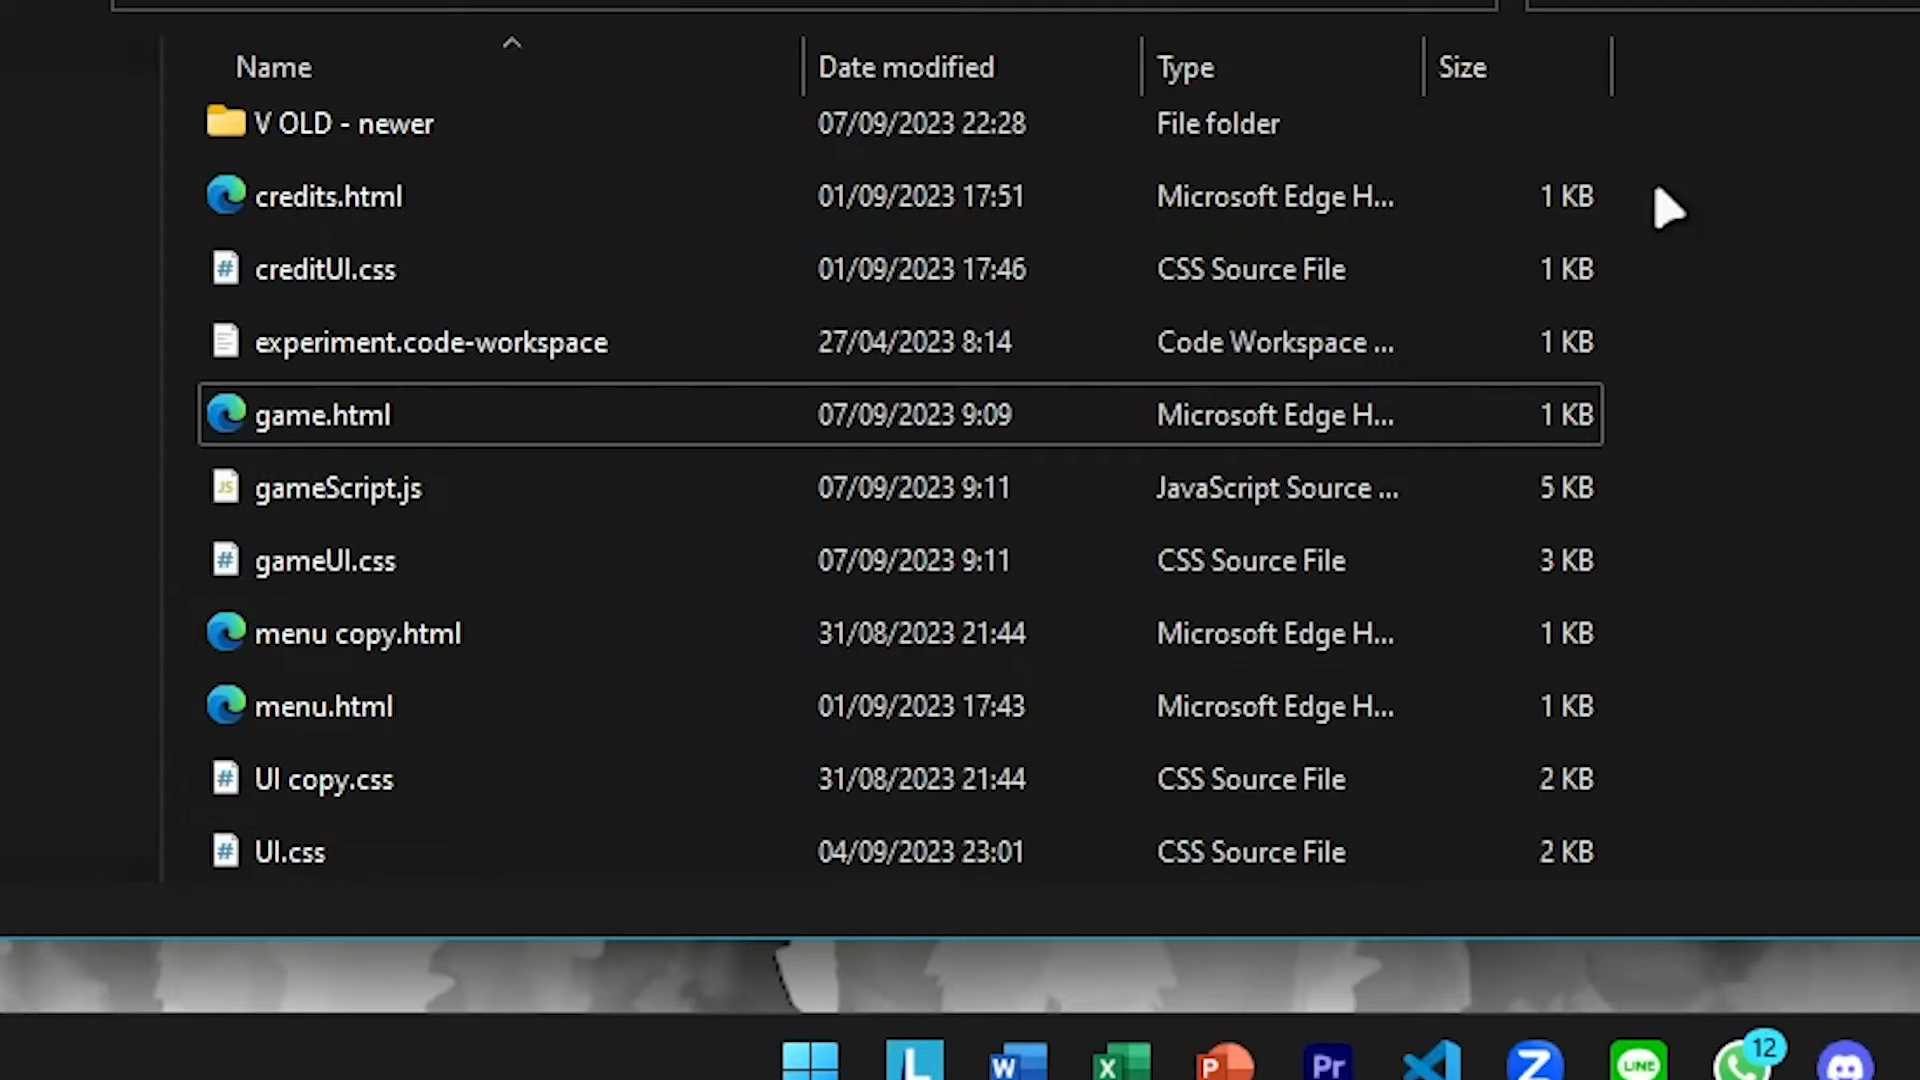 Name Date modified Type Size
V OLD - newer 07/09/2023 22:28 File folder
credits.html 01/09/2023 17:51 Microsoft Edge H... 1 KB
# creditUI.css 01/09/2023 17:46 CSS Source File 1 KB
experiment.code-workspace 27/04/2023 8:14 Code Workspace ... 1 KB
game.html 07/09/2023 9:09 Microsoft Edge H... 1 KB
JS gameScript.js 07/09/2023 9:11 JavaScript Source ... 5 KB
# gameUI.css 07/09/2023 9:11 CSS Source File 3 KB
menu copy.html 31/08/2023 21:44 Microsoft Edge H... 1 KB
menu.html 01/09/2023 17:43 Microsoft Edge H... 1 KB
# UI copy.css 31/08/2023 21:44 CSS Source File 2 KB
# UI.css 04/09/2023 23:01 CSS Source File 2 KB
L W X P Pr Z LINE 12